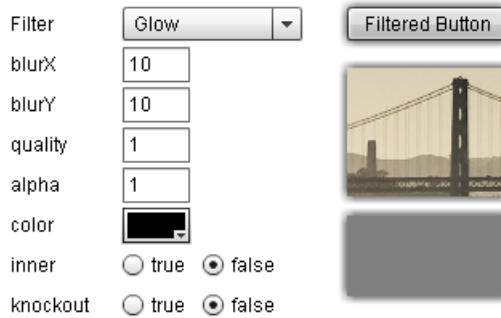 Filter Glow Filtered Button
blurX 10
blurY 10
quality 1
alpha 1
color
inner true false
knockout true false